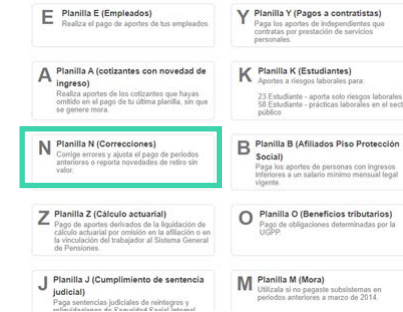 E Planilla E (Empleados)
Realiza el pago de aportes de tus empleados.
Y Planilla Y (Pagos a contratistas)
Paga los aportes de independientes que
contratas por prestación de servicios
personales.
A Planilla A (cotizantes con novedad de
ingreso)
Realiza aportes de los cotizantes que hayas
omitido en el pago de tu última planilla, sin que
se genere mora.
K Planilla K (Estudiantes)
Aportes a riesgos laborales para:
23 Estudiante - aporta solo riesgos laborales
58 Estudiante - prácticas laborales en el sect
público
N Planilla N (Correcciones)
Corrige errores y ajusta el pago de periodos
anteriores o reporta novedades de retiro sin
valor.
B Planilla B (Afiliados Piso Protección
Social)
Paga los aportes de personas con ingresos
inferiores a un salario mínimo mensual legal
vigente.
Z Planilla Z (Cálculo actuarial)
Pago de aportes derivados de la liquidación de
cálculo actuarial por omisión en la afiliación o en
la vinculación del trabajador al Sistema General
de Pensiones.
O Planilla O (Beneficios tributarios)
Pago de obligaciones determinadas por la
UGPP.
J Planilla J (Cumplimiento de sentencia
judicial)
Paga sentencias judiciales de reintegros y
reliquidaciones de Seguridad Social Integral
M Planilla M (Mora)
Utilízala si no pagaste subsistemas en
periodos anteriores a marzo de 2014.